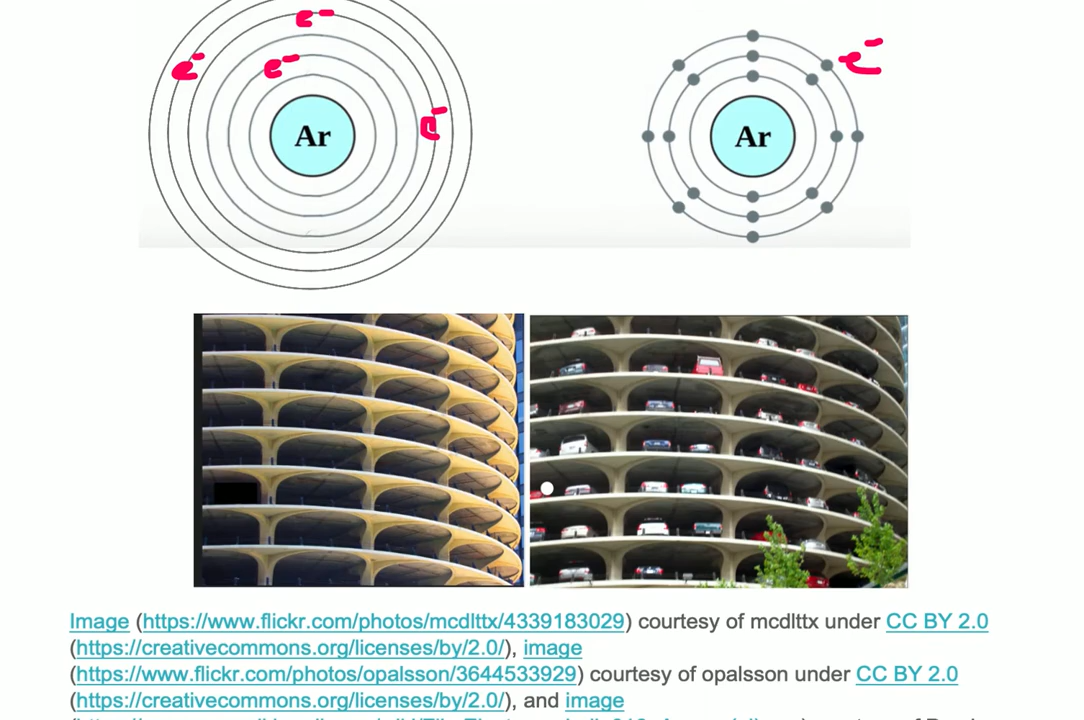 e-
e-
e-
e-
e-
Ar
Ar
Image (https://www.flickr.com/photos/mcdlttx/4339183029) courtesy of mcdlttx under CC BY 2.0
(https://creativecommons.org/licenses/by/2.0/), image
(https://www.flickr.com/photos/opalsson/3644533929) courtesy of opalsson under CC BY 2.0
(https://creativecommons.org/licenses/by/2.0/), and image